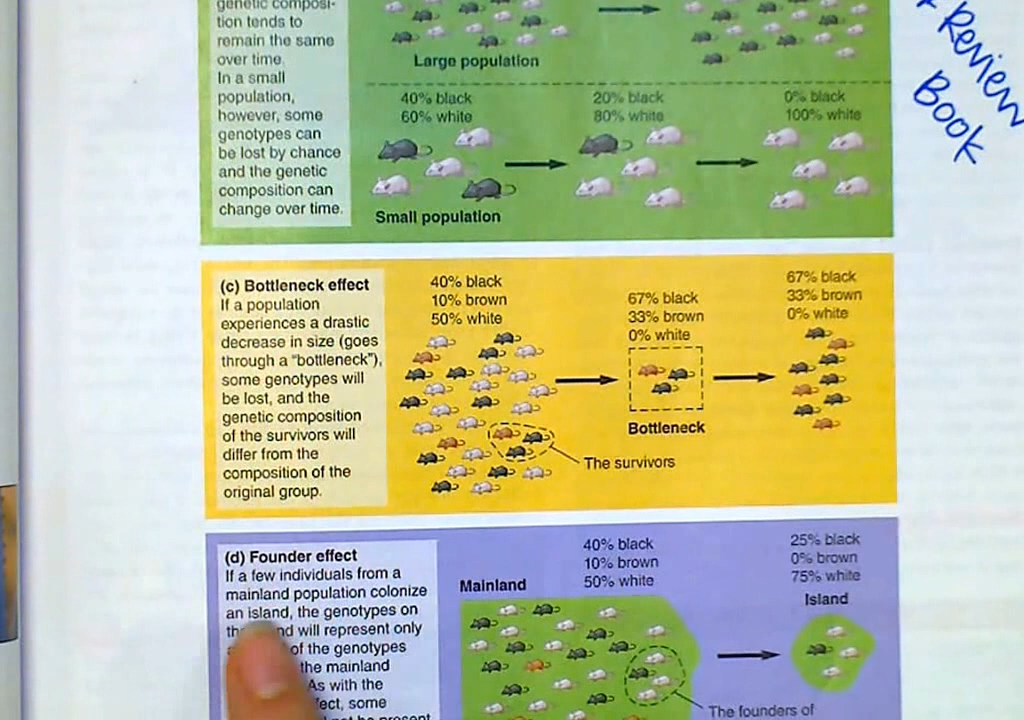 genetic composi-
tion tends to
remain the same
over time.
In a small
population,
however, some
genotypes can
be lost by chance
and the genetic
composition can
change over time.
Large population
40% black
60% white
20% black
80% white
0% black
100% white
Small population
Review
Book
(c) Bottleneck effect
If a population
experiences a drastic
decrease in size (goes
through a "bottleneck"),
some genotypes will
be lost, and the
genetic composition
of the survivors will
differ from the
composition of the
original group.
40% black
10% brown
50% white
67% black
33% brown
0% white
67% black
33% brown
0% white
Bottleneck
The survivors
(d) Founder effect
If a few individuals from a
mainland population colonize
an island, the genotypes on
will represent only
of the genotypes
the mainland
As with the
some
not be present
Mainland
40% black
10% brown
50% white
25% black
0% brown
75% white
Island
The founders of